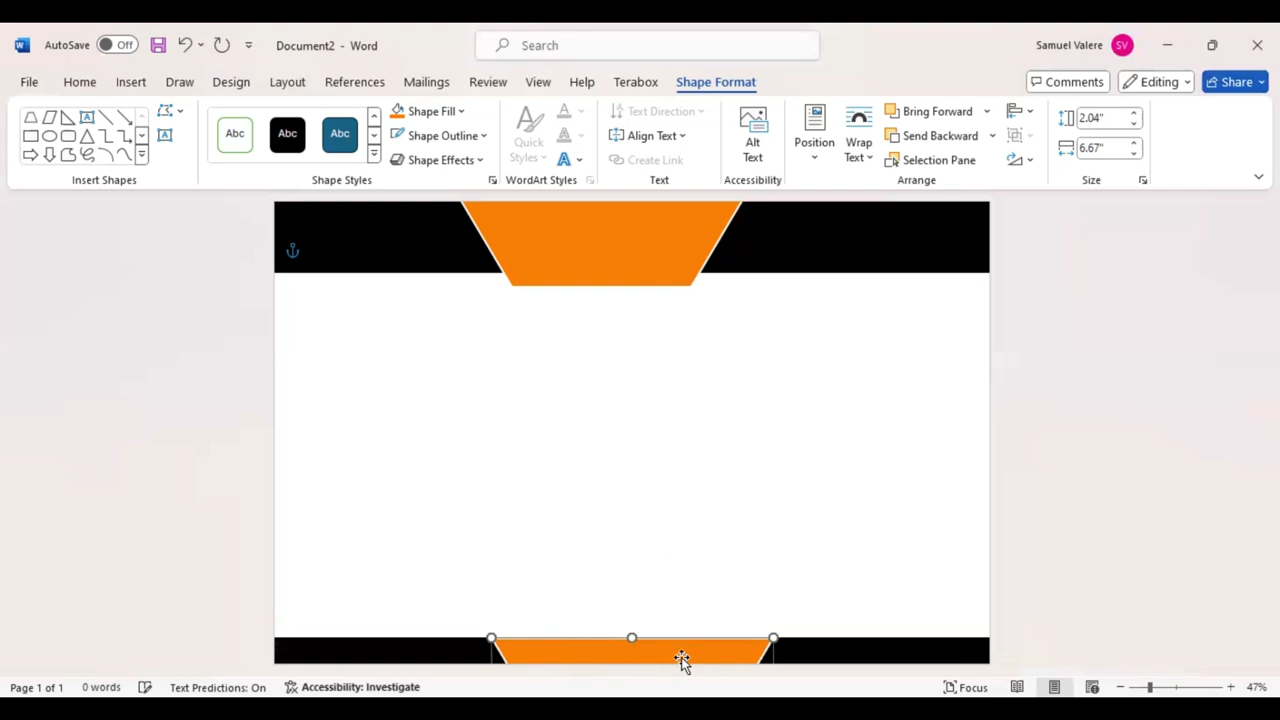 AutoSave Off Document2 - Word Search Samuel Valere SV
File Home Insert Draw Design Layout References Mailings Review View Help Terabox Shape Format Comments Editing Share
Abc Abc Abc
Shape Fill
Shape Outline
Shape Effects
Quick
Styles
Text Direction
Align Text
Create Link
Alt
Text
Position
Wrap
Text
Bring Forward
Send Backward
Selection Pane
2.04"
6.67"
Insert Shapes Shape Styles WordArt Styles Text Accessibility Arrange Size
Page 1 of 1 0 words Text Predictions: On Accessibility: Investigate Focus 47%